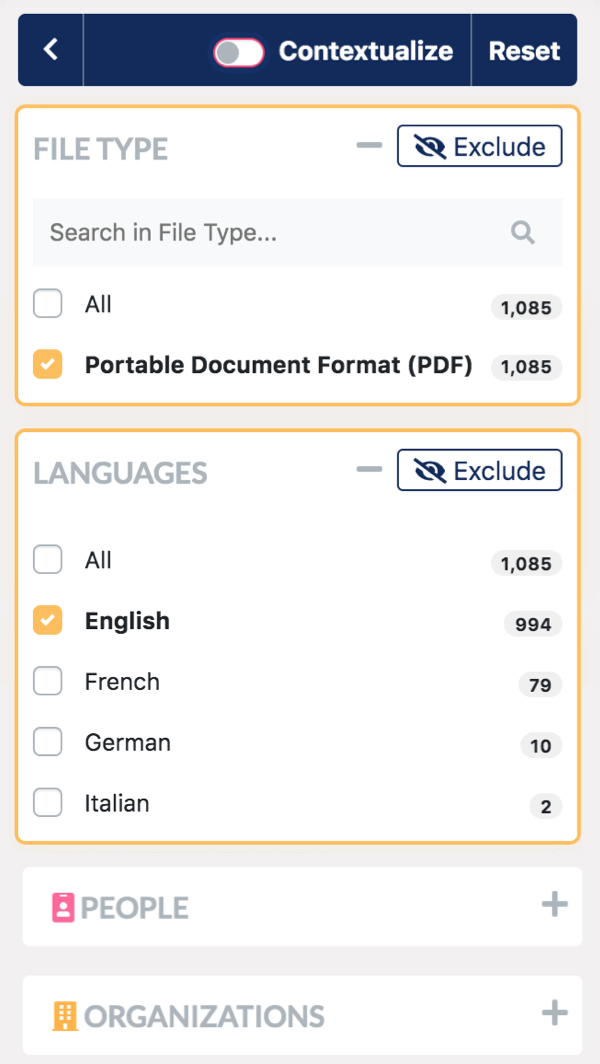 Contextualize Reset
FILE TYPE Exclude
Search in File Type...
All 1,085
Portable Document Format (PDF) 1,085
LANGUAGES Exclude
All 1,085
English 994
French 79
German 10
Italian 2
PEOPLE
ORGANIZATIONS